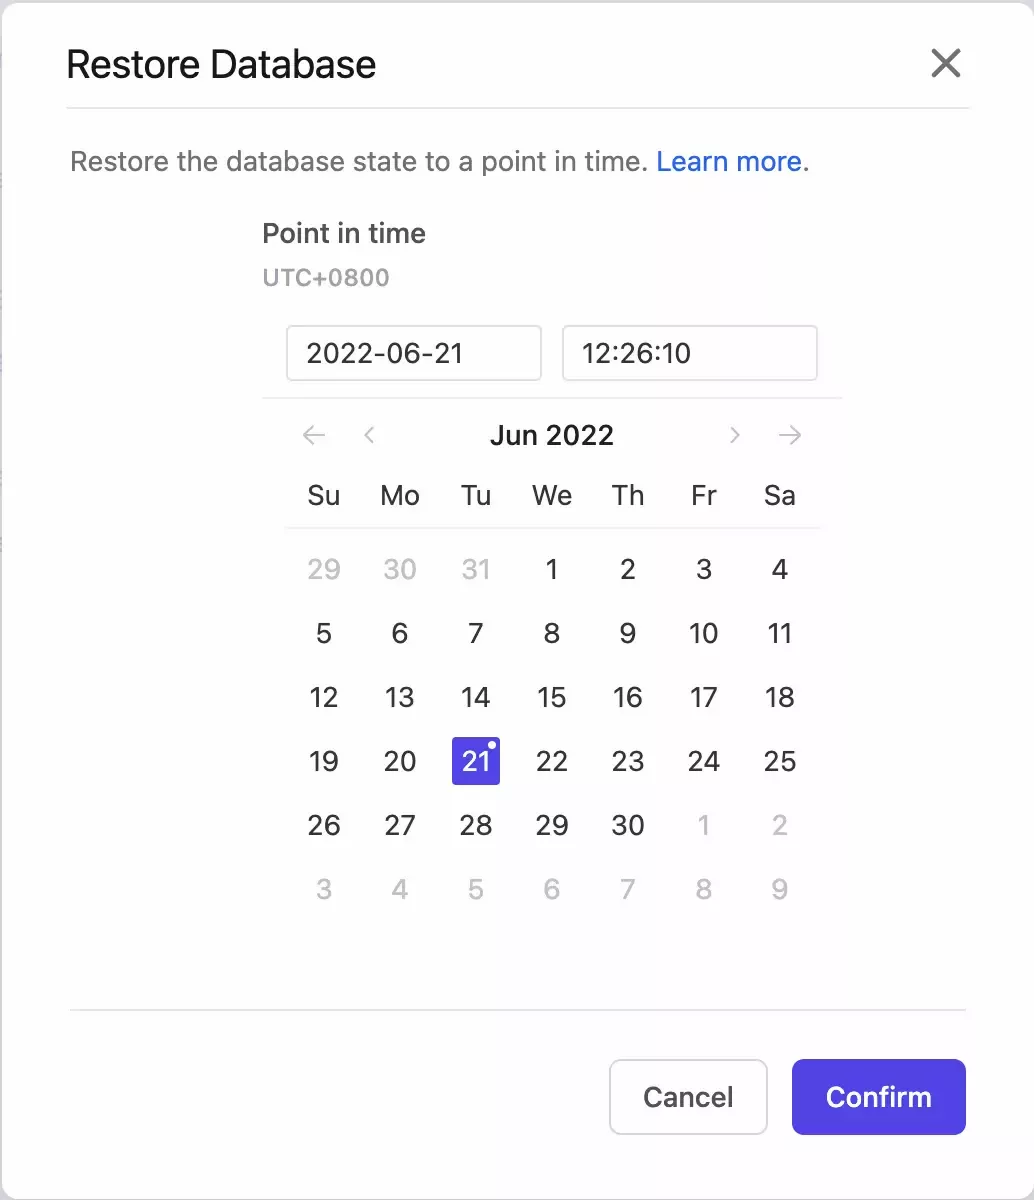 Restore Database
Restore the database state to a point in time. Learn more.
Point in time
UTC+0800
2022-06-21 12:26:10
Jun 2022
Su Mo Tu We Th Fr Sa
29 30 31 1 2 3 4
5 6 7 8 9 10 11
12 13 14 15 16 17 18
19 20 21 22 23 24 25
26 27 28 29 30 1 2
3 4 5 6 7 8 9
Cancel Confirm